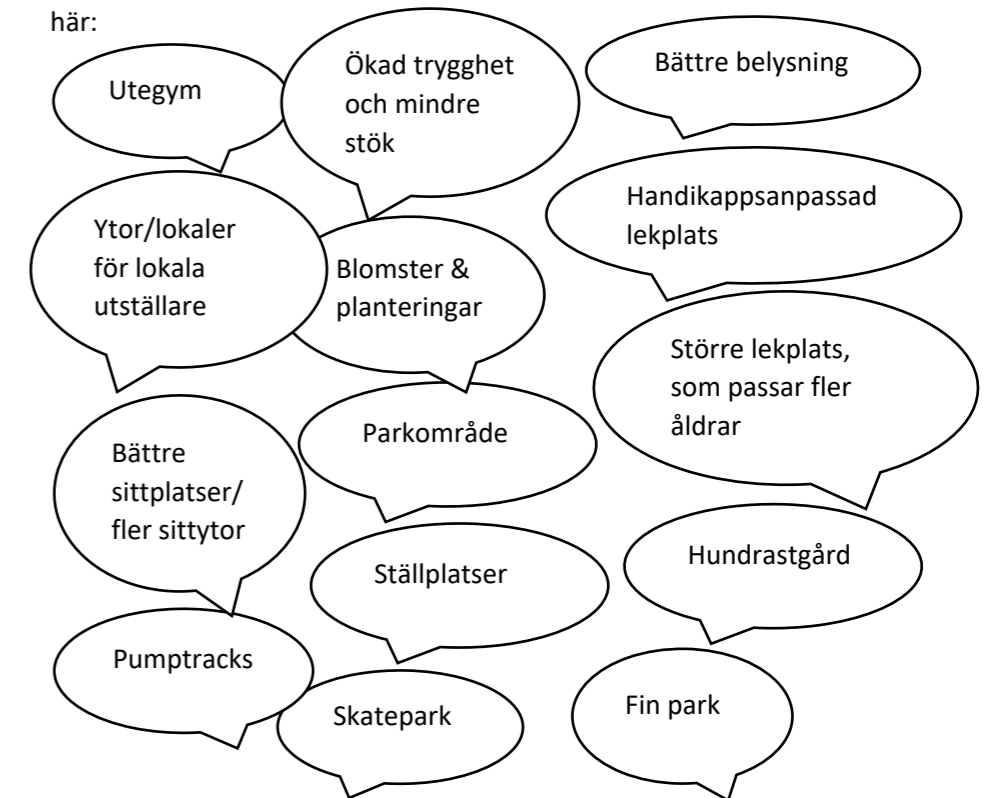 här:
Utegym
Ökad trygghet
och mindre
stök
Bättre belysning
Ytor/lokaler
för lokala
utställare
Blomster &
planteringar
Handikappsanpassad
lekplats
Större lekplats,
som passar fler
åldrar
Bättre
sittplatser/
fler sittytor
Parkområde
Ställplatser
Hundrastgård
Pumptracks
Skatepark
Fin park